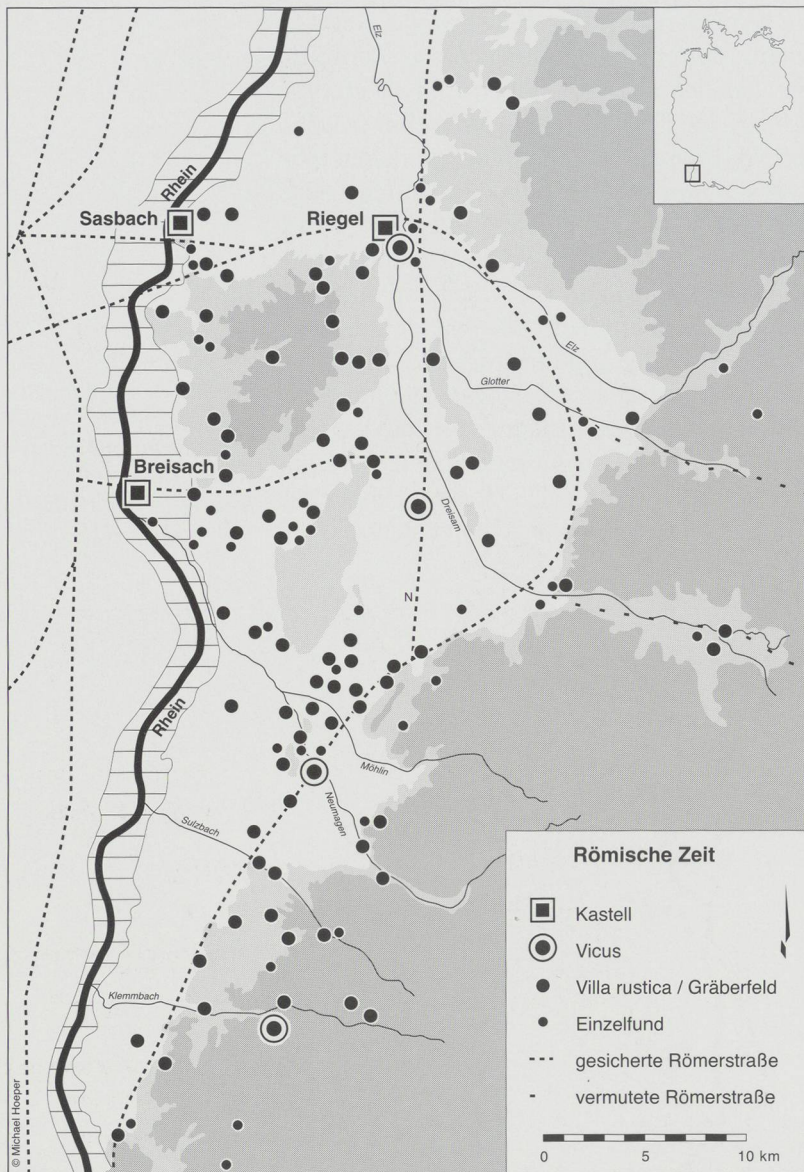 Elz
Rhein
Sasbach
Riegel
Elz
Glotter
Breisach
Dreisam
N
Rhein
Möhlin
Neumagen
Sulzbach
Klemmbach
Römische Zeit
Kastell
Vicus
Villa rustica / Gräberfeld
Einzelfund
gesicherte Römerstraße
vermutete Römerstraße
0 5 10 km
© Michael Hoeper